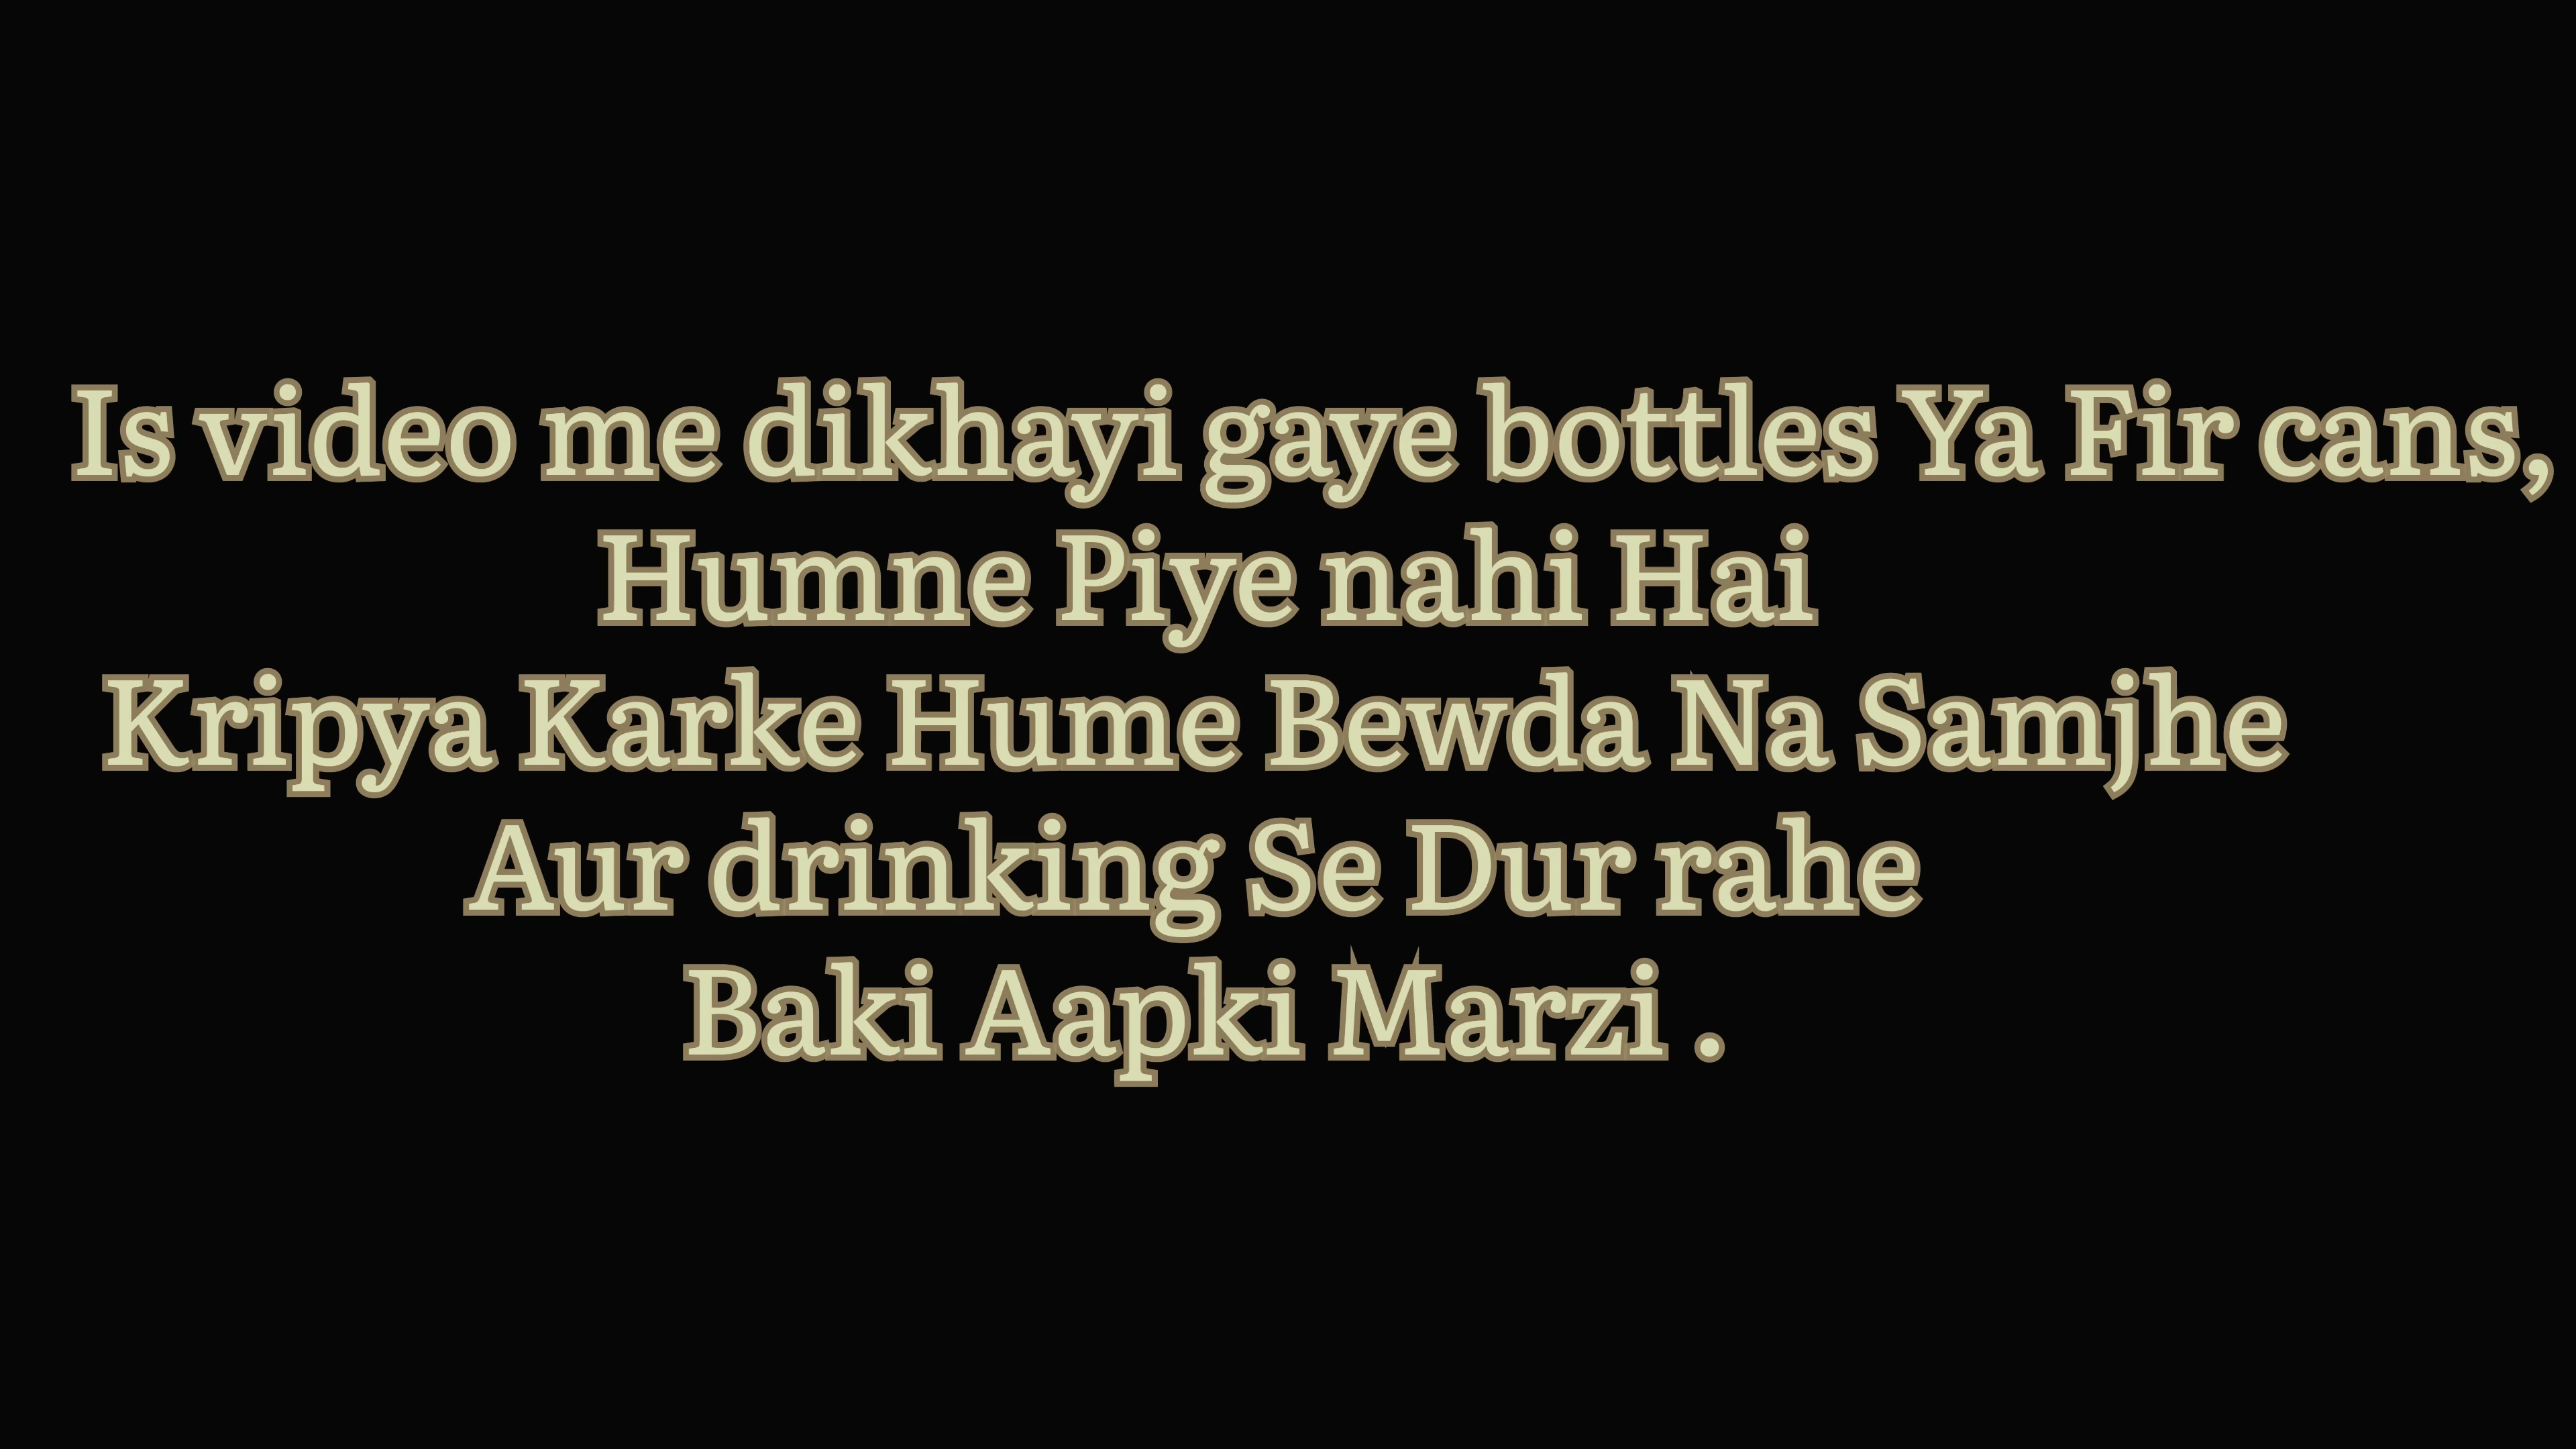 Is video me dikhayi gaye bottles Ya Fir cans,
Humne Piye nahi Hai
Kripya Karke Hume Bewda Na Samjhe
Aur drinking Se Dur rahe
Baki Aapki Marzi .